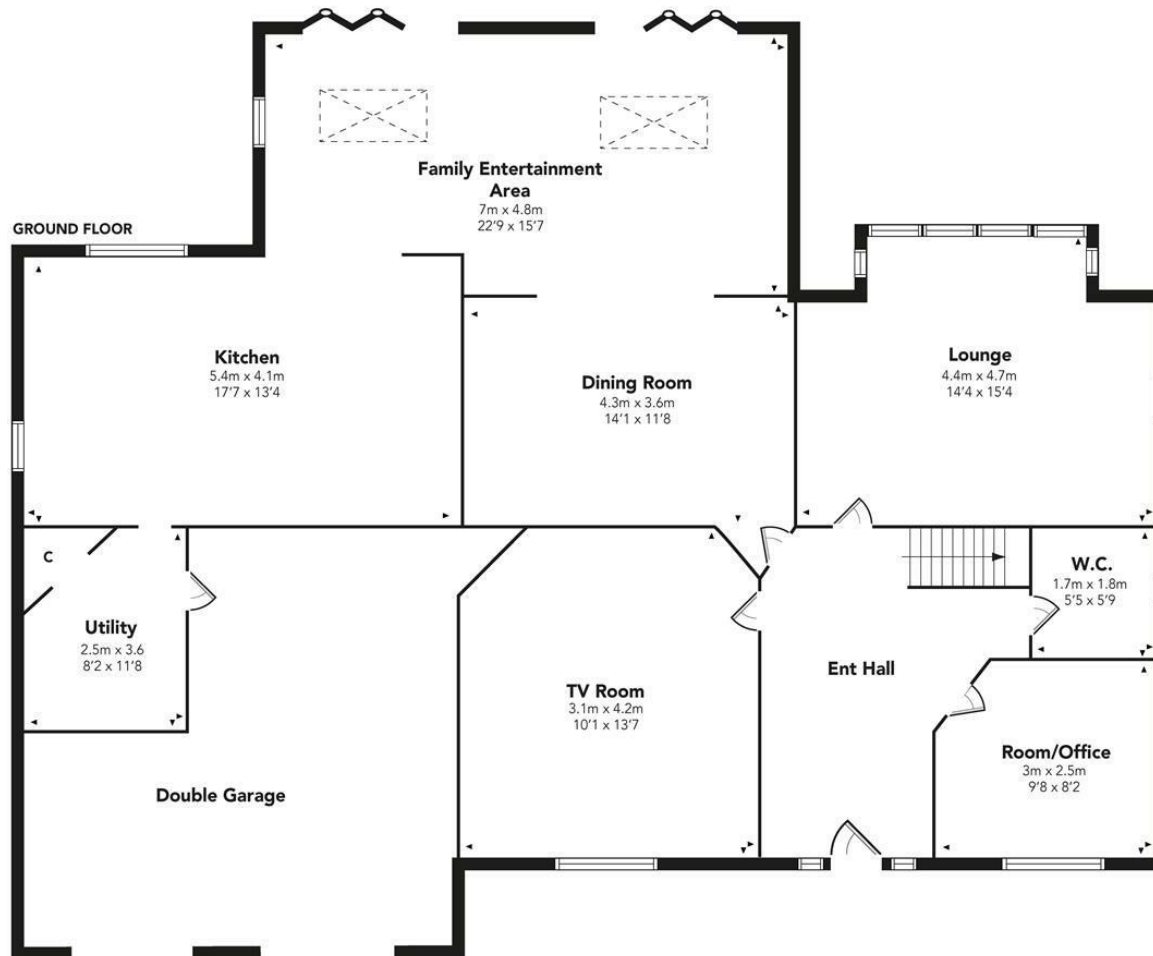 Family Entertainment
Area
7m x 4.8m
22'9 x 15'7
GROUND FLOOR
Kitchen
5.4m x 4.1m
17'7 x 13'4
Dining Room
4.3m x 3.6m
14'1 x 11'8
Lounge
4.4m x 4.7m
14'4 x 15'4
C
Utility
2.5m x 3.6
8'2 x 11'8
W.C.
1.7m x 1.8m
5'5 x 5'9
TV Room
3.1m x 4.2m
10'1 x 13'7
Ent Hall
Room/Office
3m x 2.5m
9'8 x 8'2
Double Garage